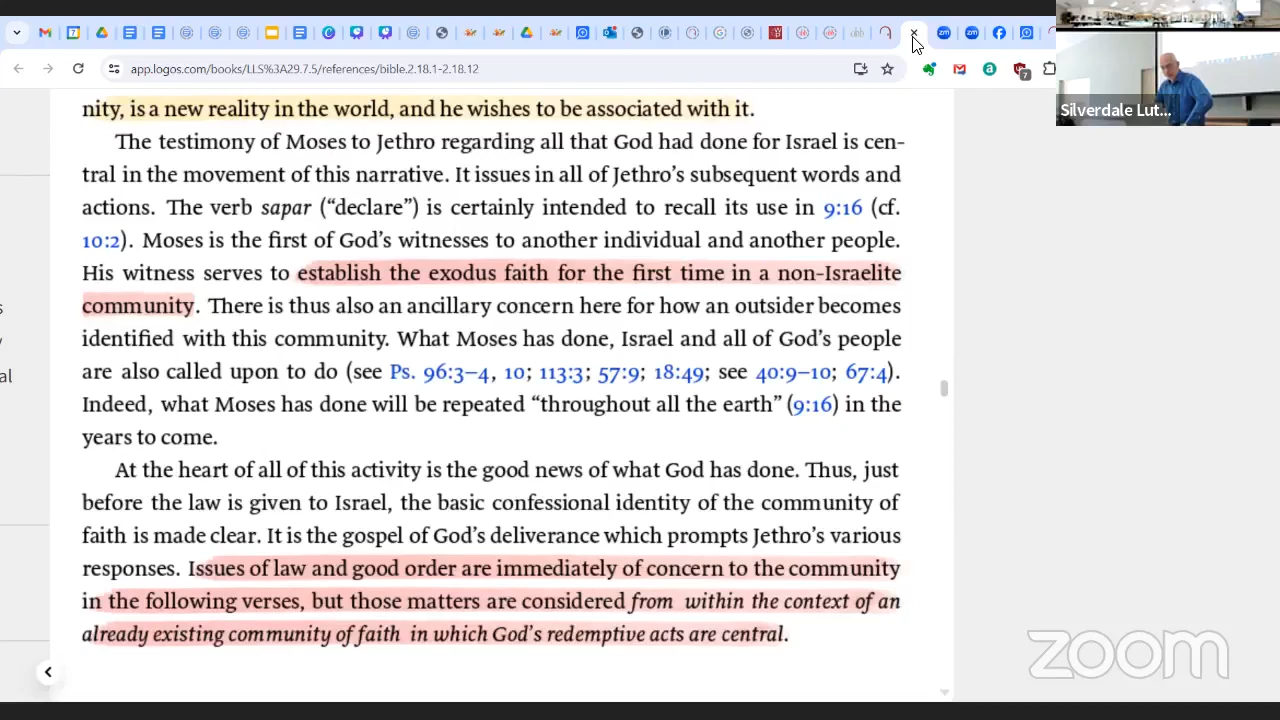 app.logos.com/books/LLS%3A29.7.5/references/bible.2.18.1-2.18.12
7
Silverdale Lut...
nity, is a new reality in the world, and he wishes to be associated with it.
The testimony of Moses to Jethro regarding all that God had done for Israel is cen-
tral in the movement of this narrative. It issues in all of Jethro’s subsequent words and
actions. The verb sapar (“declare”) is certainly intended to recall its use in 9:16 (cf.
10:2). Moses is the first of God’s witnesses to another individual and another people.
His witness serves to establish the exodus faith for the first time in a non-Israelite
community. There is thus also an ancillary concern here for how an outsider becomes
identified with this community. What Moses has done, Israel and all of God’s people
are also called upon to do (see Ps. 96:3–4, 10; 113:3; 57:9; 18:49; see 40:9–10; 67:4).
Indeed, what Moses has done will be repeated “throughout all the earth” (9:16) in the
years to come.
At the heart of all of this activity is the good news of what God has done. Thus, just
before the law is given to Israel, the basic confessional identity of the community of
faith is made clear. It is the gospel of God’s deliverance which prompts Jethro’s various
responses. Issues of law and good order are immediately of concern to the community
in the following verses, but those matters are considered from within the context of an
already existing community of faith in which God’s redemptive acts are central.
zoom